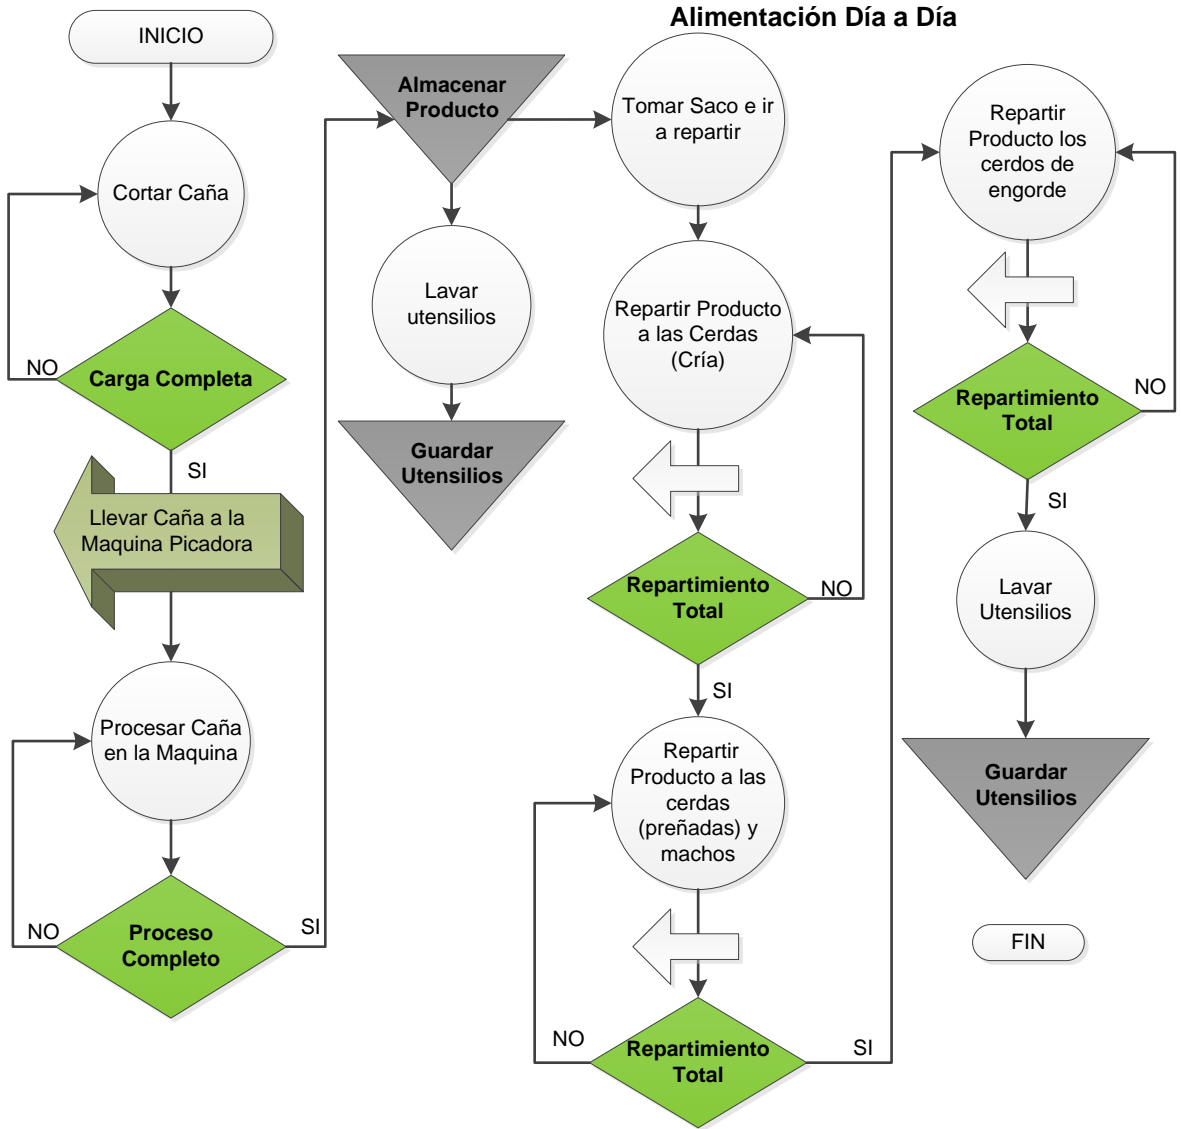 Alimentación Día a Día
INICIO
Cortar Caña
NO
Carga Completa
SI
Llevar Caña a la
Maquina Picadora
Procesar Caña
en la Maquina
NO
Proceso
Completo
SI
Almacenar
Producto
Lavar
utensilios
Guardar
Utensilios
Tomar Saco e ir
a repartir
Repartir Producto
a las Cerdas
(Cría)
Repartimiento
Total
NO
SI
Repartir
Producto a las
cerdas
(preñadas) y
machos
NO
Repartimiento
Total
SI
Repartir
Producto los
cerdos de
engorde
Repartimiento
Total
NO
SI
Lavar
Utensilios
Guardar
Utensilios
FIN